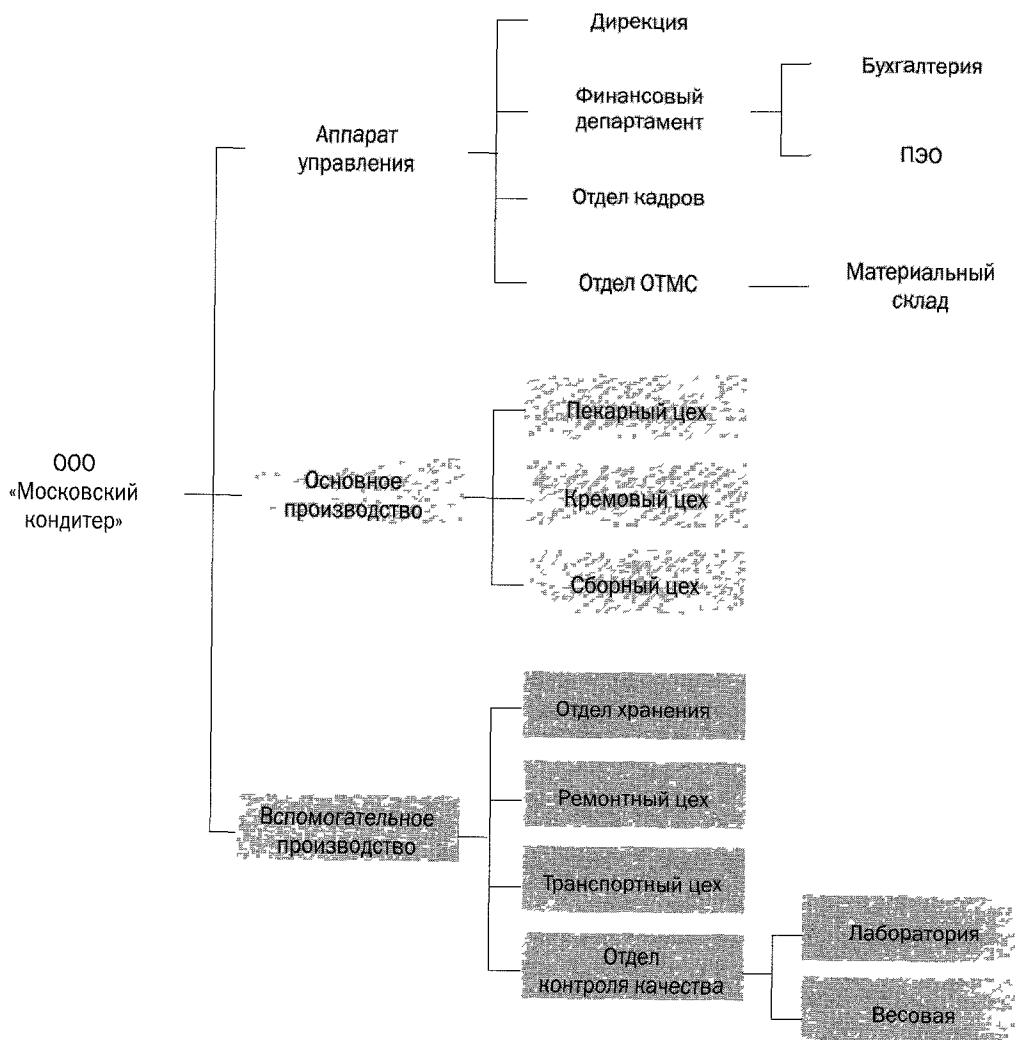 Дирекция
Финансовый
департамент
Бухгалтерия
ПЭО
Аппарат
управления
Отдел кадров
Отдел ОТМС
Материальный
склад
ООО
«Московский
кондитер»
Основное
производство
Пекарный цех
Кремовый цех
Сборный цех
Вспомогательное
производство
Отдел хранения
Ремонтный цех
Транспортный цех
Отдел
контроля качества
Лаборатория
Весовая